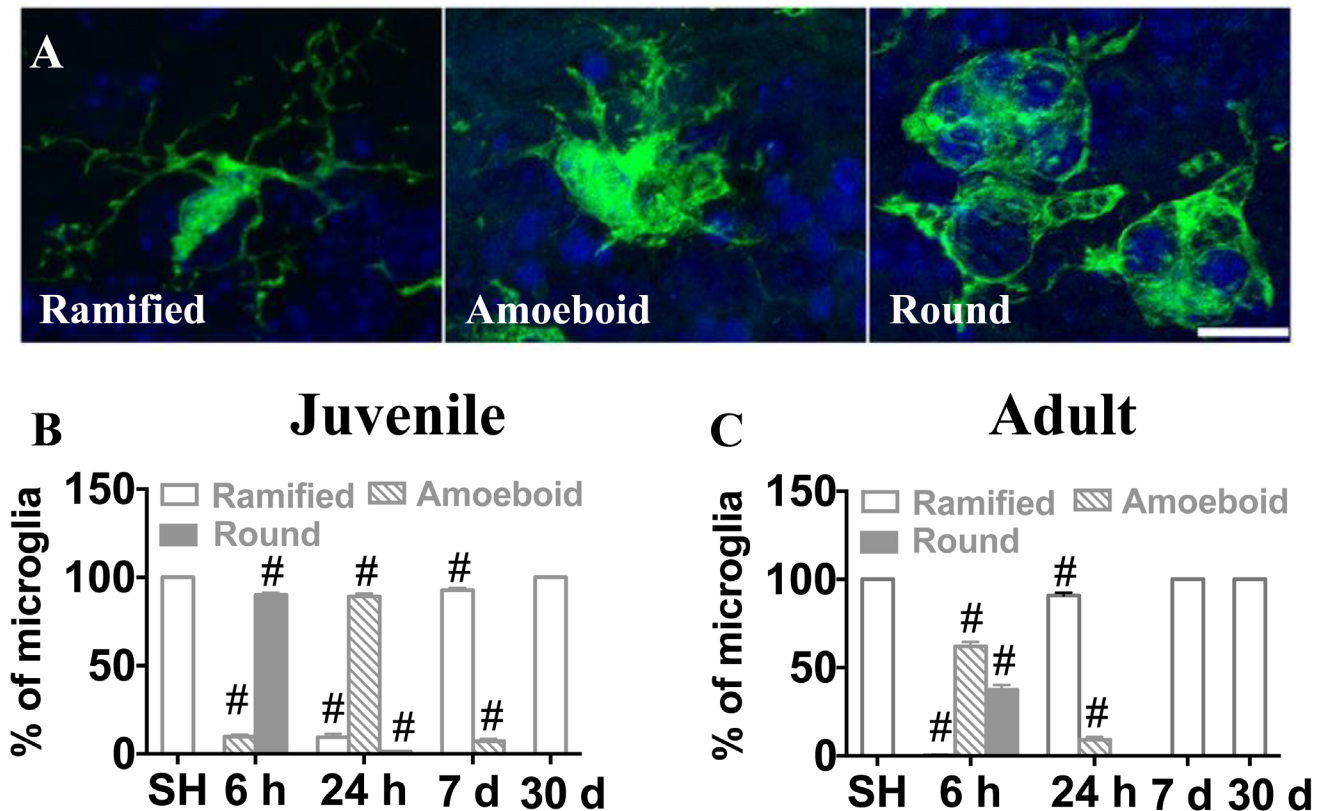 A
Ramified Amoeboid Round
B Juvenile
% of microglia
150
100
50
0
Ramified Amoeboid
Round
# # #
# # # #
SH 6 h 24 h 7 d 30 d
C Adult
% of microglia
150
100
50
0
Ramified Amoeboid
Round
#
# #
# #
SH 6 h 24 h 7 d 30 d